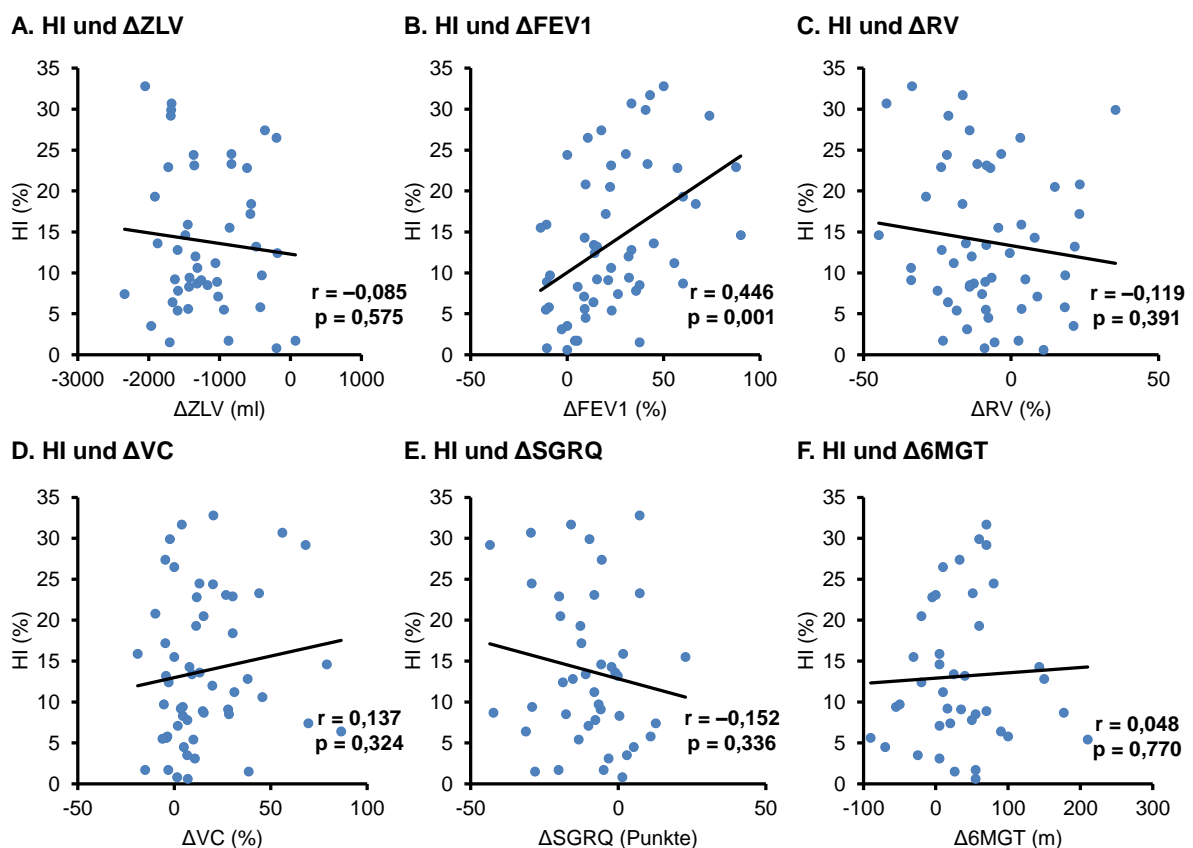 A. HI und ΔZLV
35
30
25
20
15
10
5
0
HI (%)
r = –0,085
p = 0,575
-3000 -2000 -1000 0 1000
ΔZLV (ml)
B. HI und ΔFEV1
35
30
25
20
15
10
5
0
HI (%)
r = 0,446
p = 0,001
-50 0 50 100
ΔFEV1 (%)
C. HI und ΔRV
35
30
25
20
15
10
5
0
HI (%)
r = –0,119
p = 0,391
-50 0 50
ΔRV (%)
D. HI und ΔVC
35
30
25
20
15
10
5
0
HI (%)
r = 0,137
p = 0,324
-50 0 50 100
ΔVC (%)
E. HI und ΔSGRQ
35
30
25
20
15
10
5
0
HI (%)
r = –0,152
p = 0,336
-50 0 50
ΔSGRQ (Punkte)
F. HI und Δ6MGT
35
30
25
20
15
10
5
0
HI (%)
r = 0,048
p = 0,770
-100 0 100 200 300
Δ6MGT (m)